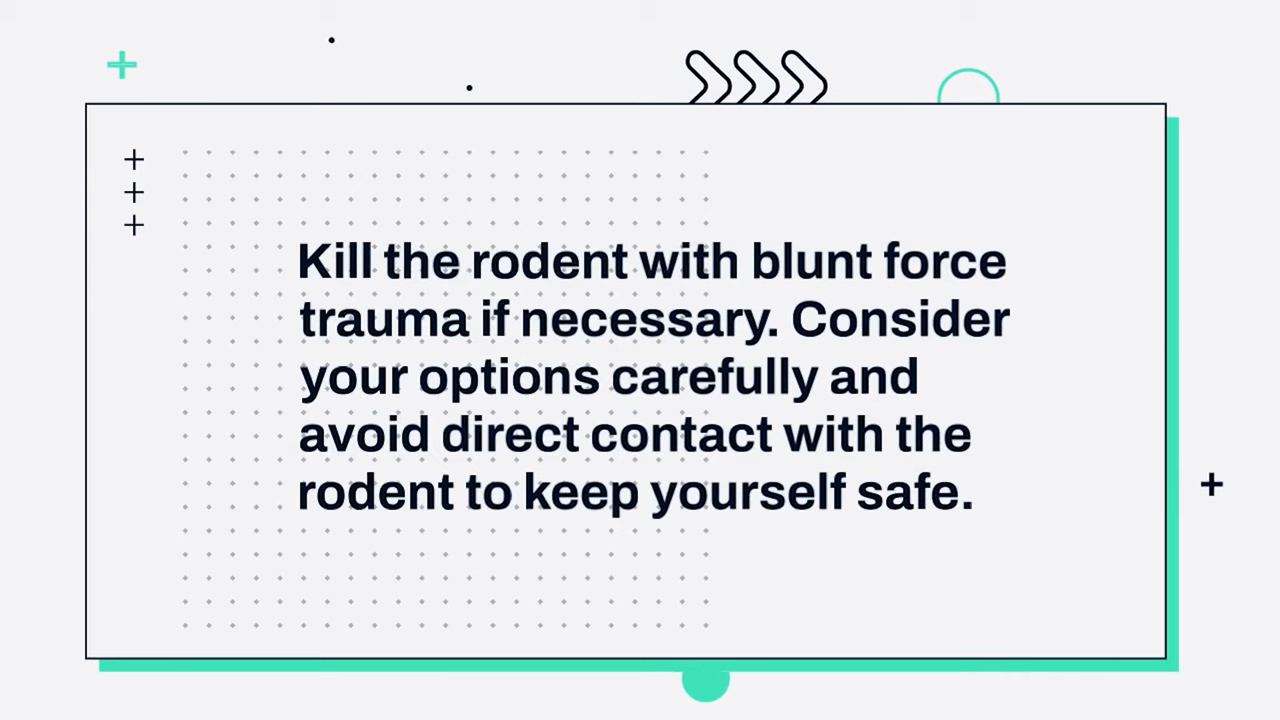 Kill the rodent with blunt force
trauma if necessary. Consider
your options carefully and
avoid direct contact with the
rodent to keep yourself safe.